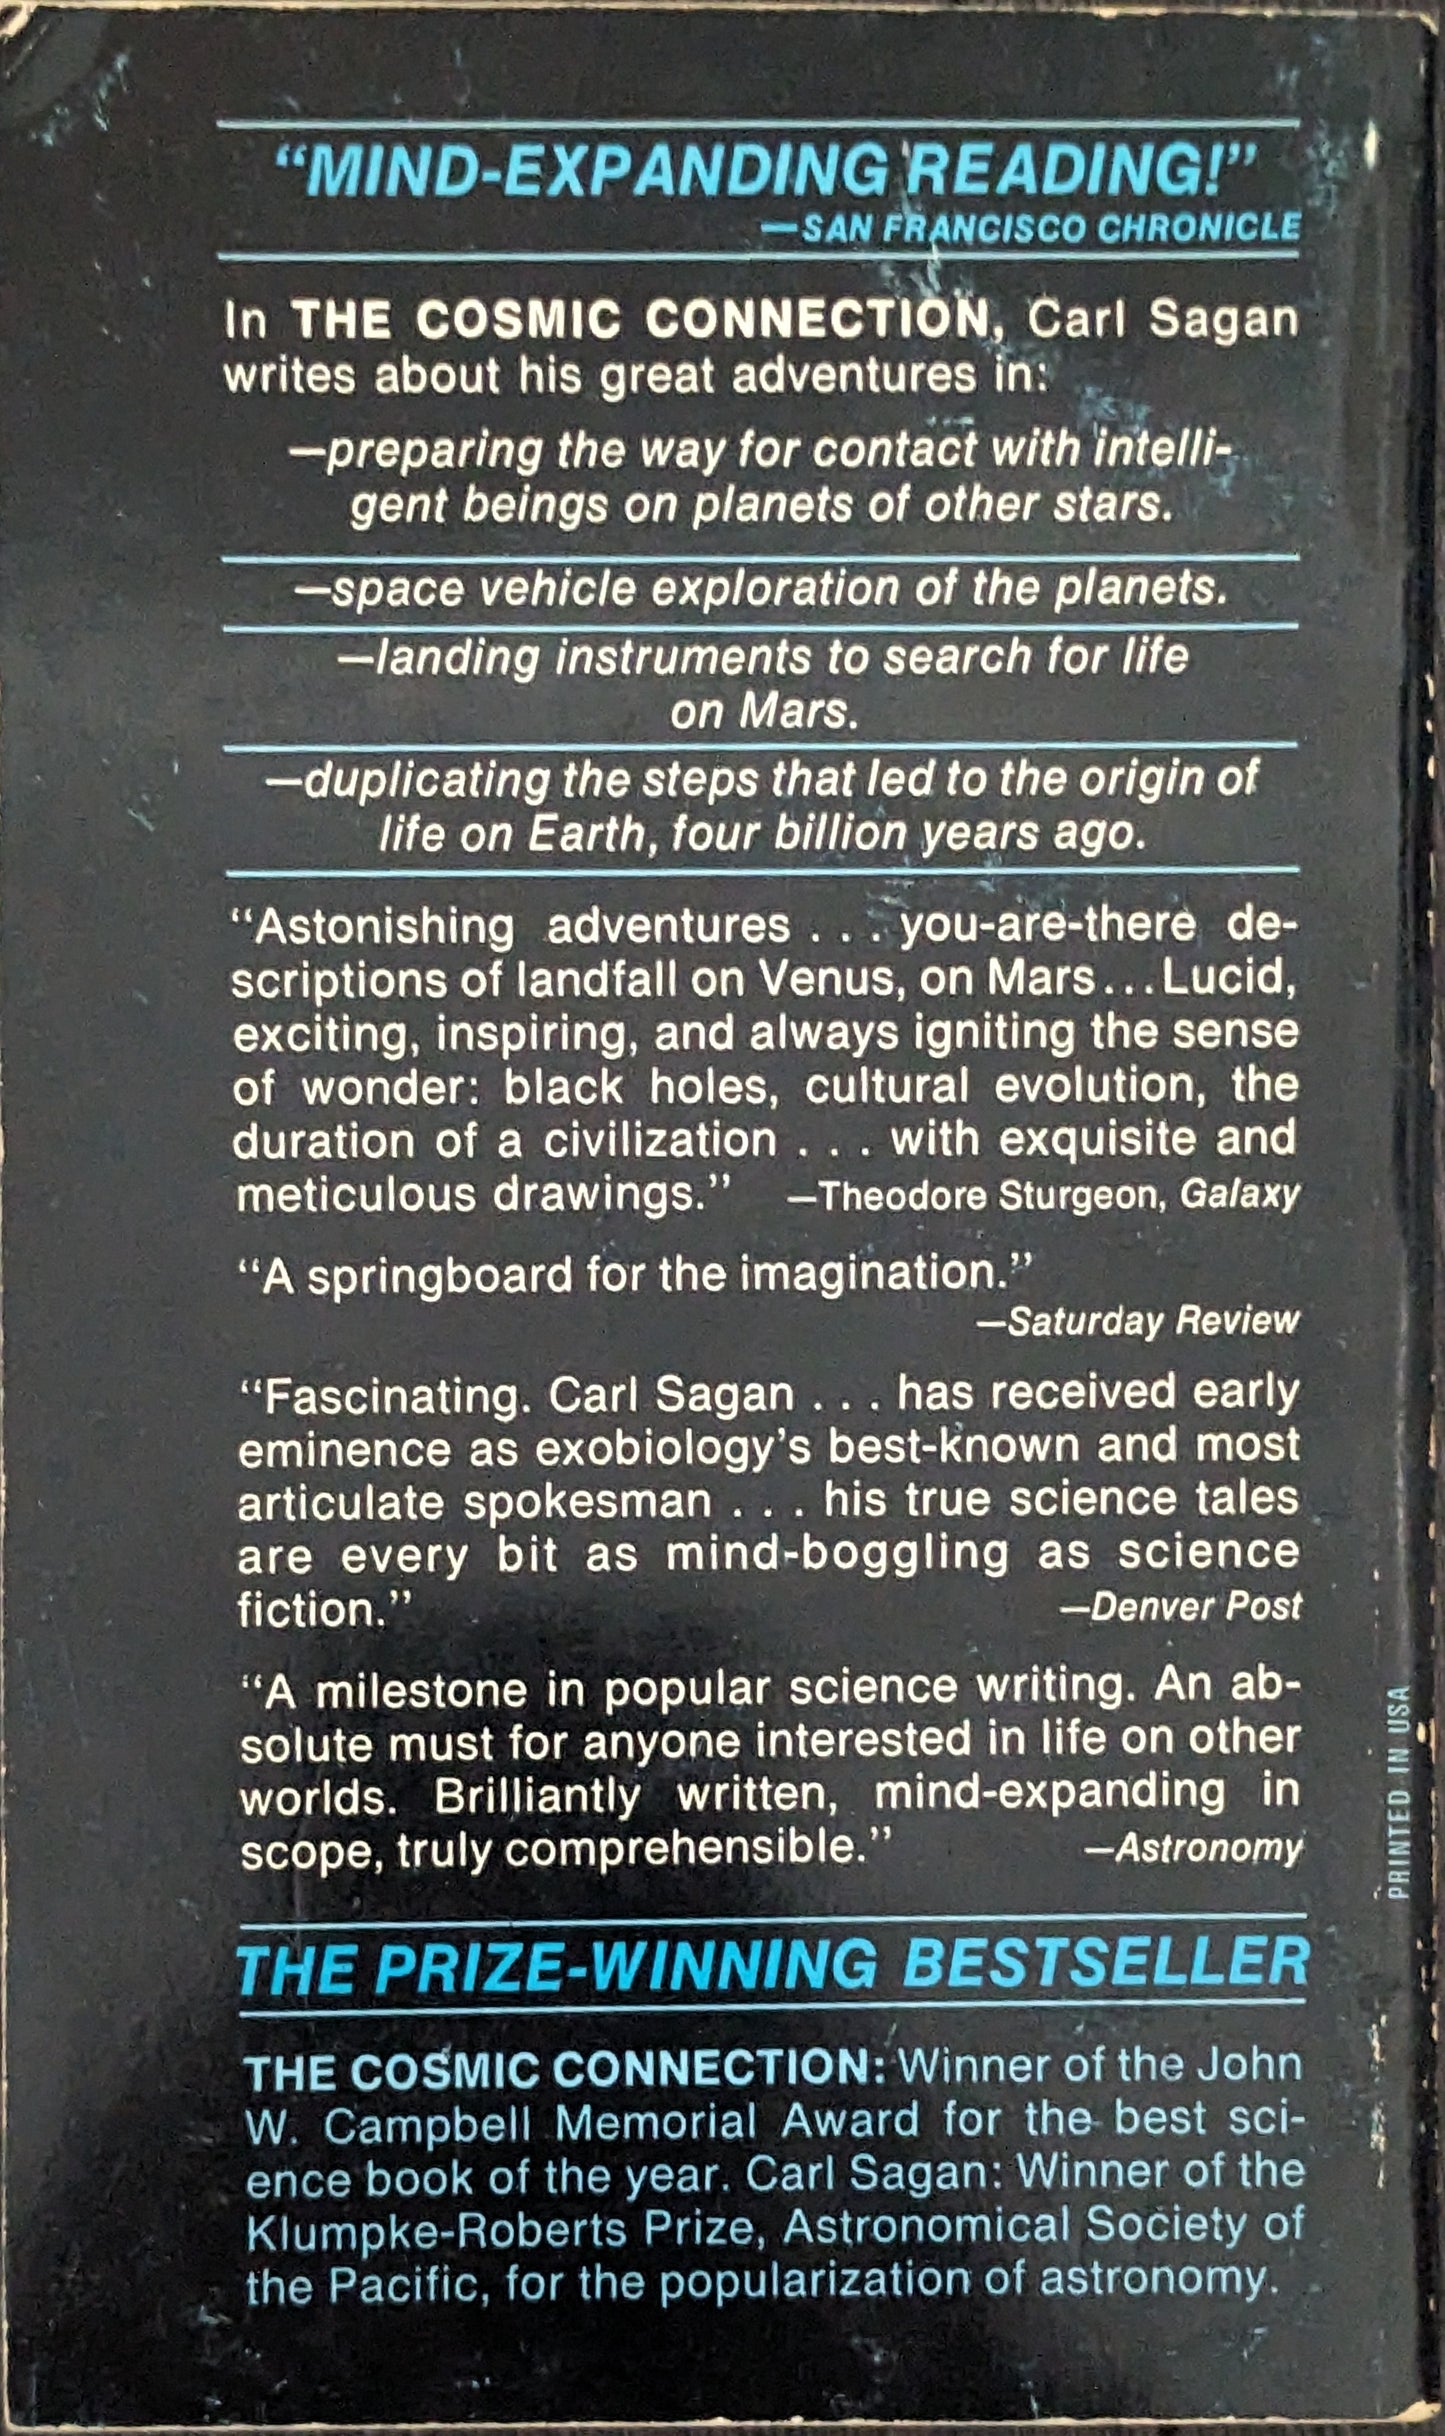 “MIND-EXPANDING READING!”
—SAN FRANCISCO CHRONICLE
In THE COSMIC CONNECTION, Carl Sagan
writes about his great adventures in:
—preparing the way for contact with intelli-
gent beings on planets of other stars.
—space vehicle exploration of the planets.
—landing instruments to search for life
on Mars.
—duplicating the steps that led to the origin of
life on Earth, four billion years ago.
“Astonishing adventures . . . you-are-there de-
scriptions of landfall on Venus, on Mars...Lucid,
exciting, inspiring, and always igniting the sense
of wonder: black holes, cultural evolution, the
duration of a civilization . . . with exquisite and
meticulous drawings.” —Theodore Sturgeon, Galaxy
“A springboard for the imagination.”
—Saturday Review
“Fascinating. Carl Sagan . . . has received early
eminence as exobiology’s best-known and most
articulate spokesman . . . his true science tales
are every bit as mind-boggling as science
fiction.” —Denver Post
“A milestone in popular science writing. An ab-
solute must for anyone interested in life on other
worlds. Brilliantly written, mind-expanding in
scope, truly comprehensible.” —Astronomy
THE PRIZE-WINNING BESTSELLER
THE COSMIC CONNECTION: Winner of the John
W. Campbell Memorial Award for the best sci-
ence book of the year. Carl Sagan: Winner of the
Klumpke-Roberts Prize, Astronomical Society of
the Pacific, for the popularization of astronomy.
PRINTED IN USA